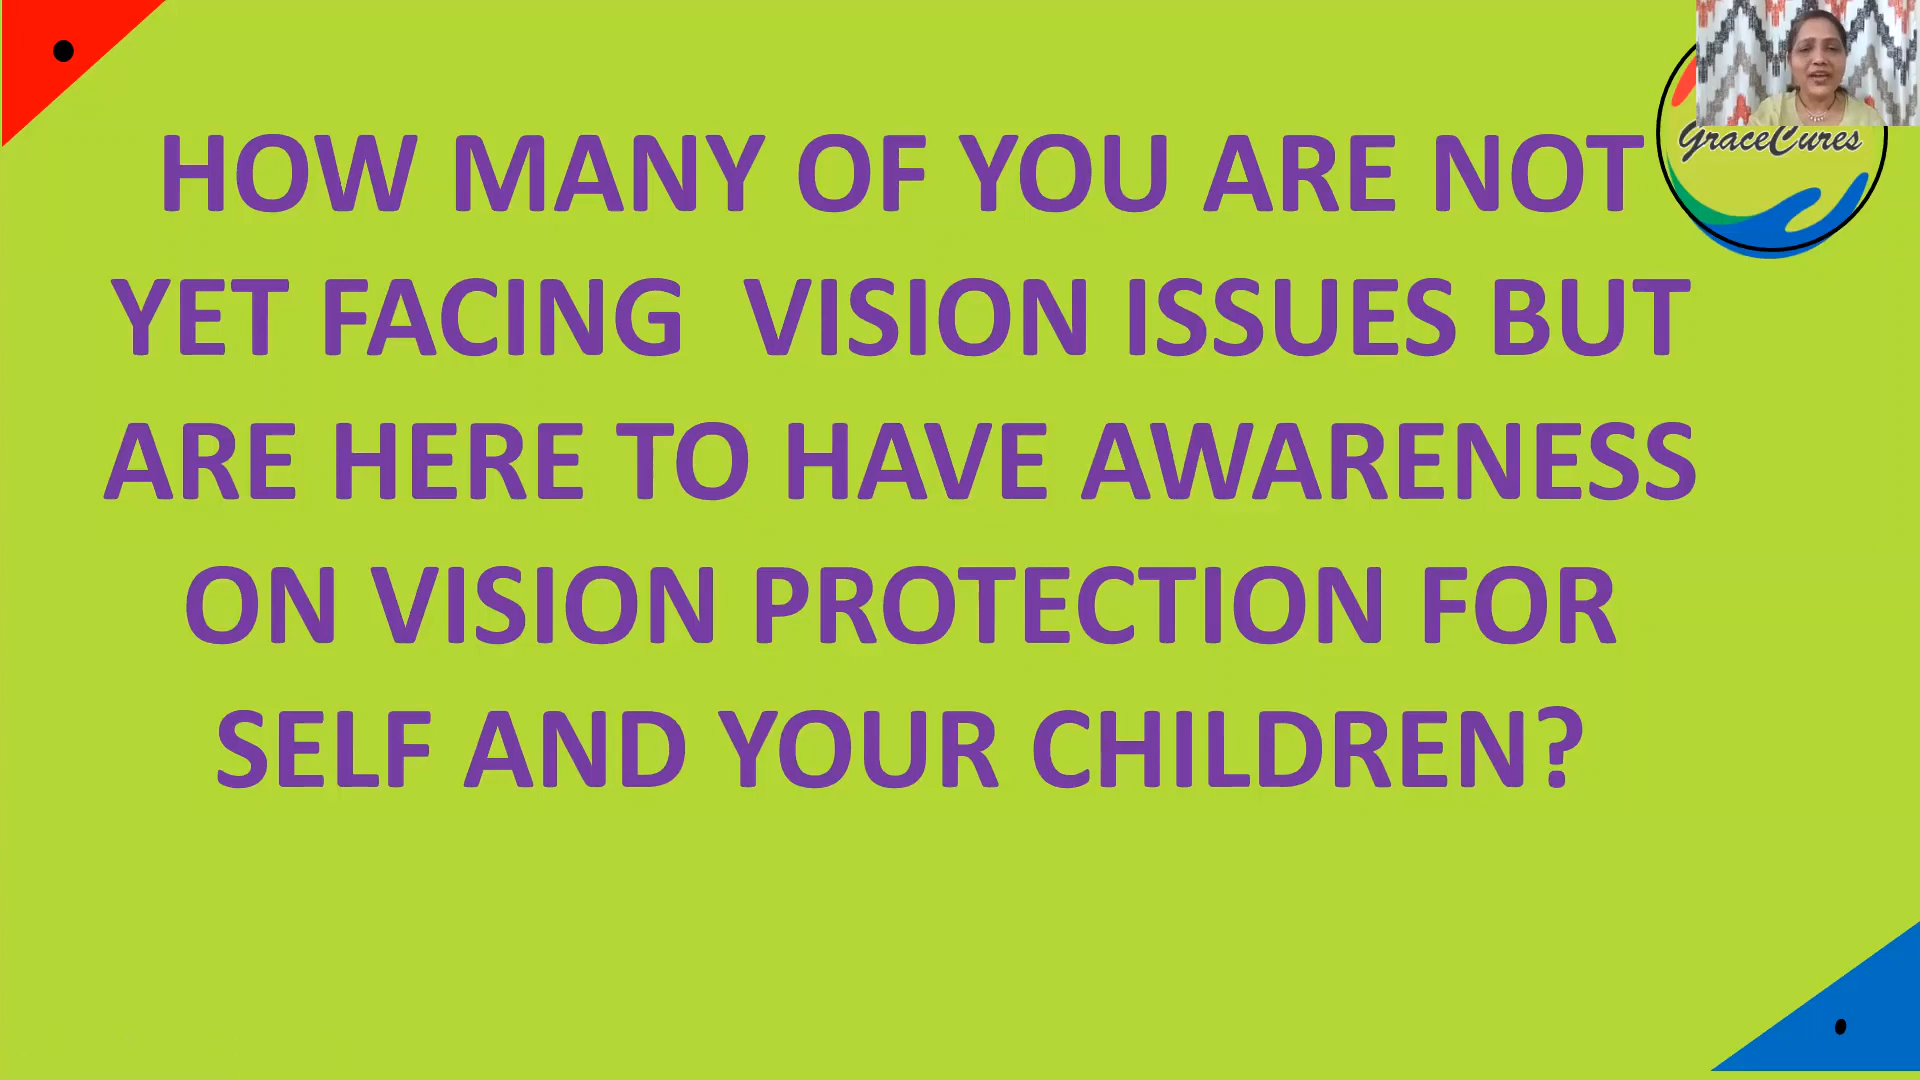 GraceCures
HOW MANY OF YOU ARE NOT
YET FACING VISION ISSUES BUT
ARE HERE TO HAVE AWARENESS
ON VISION PROTECTION FOR
SELF AND YOUR CHILDREN?